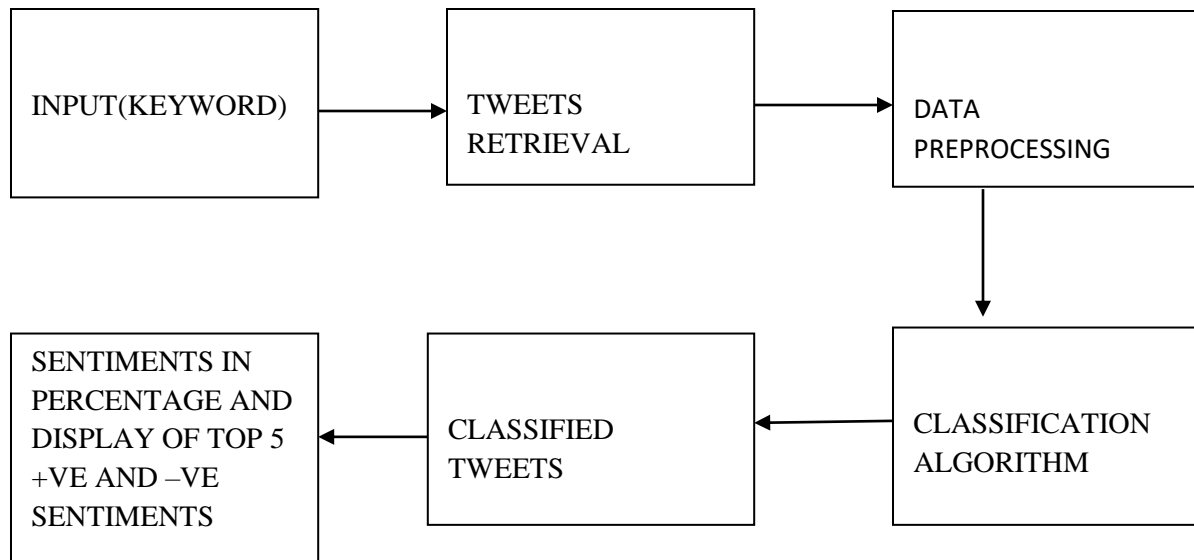 INPUT(KEYWORD)
TWEETS
RETRIEVAL
DATA
PREPROCESSING
CLASSIFICATION
ALGORITHM
CLASSIFIED
TWEETS
SENTIMENTS IN
PERCENTAGE AND
DISPLAY OF TOP 5
+VE AND –VE
SENTIMENTS